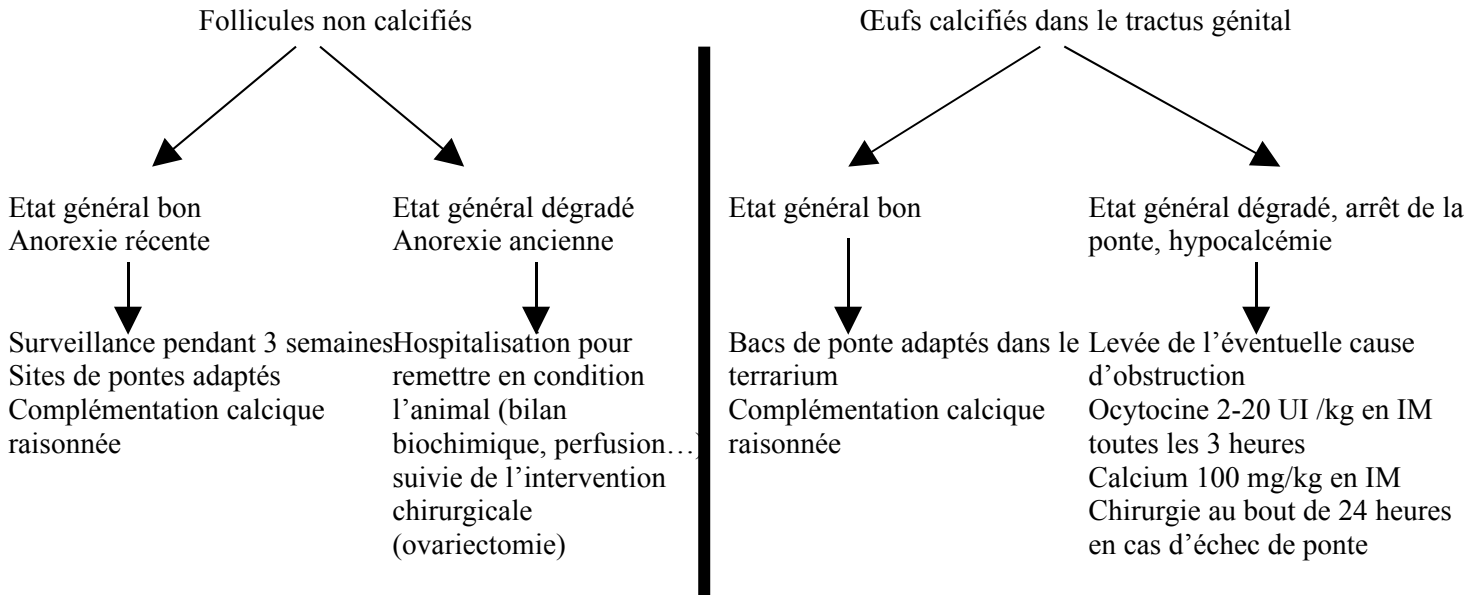 Follicules non calcifiés
Œufs calcifiés dans le tractus génital
Etat général bon
Anorexie récente
Etat général dégradé
Anorexie ancienne
Etat général bon
Etat général dégradé, arrêt de la
ponte, hypocalcémie
Surveillance pendant 3 semaines
Sites de pontes adaptés
Complémentation calcique
raisonnée
Hospitalisation pour
remettre en condition
l’animal (bilan
biochimique, perfusion…)
suivie de l’intervention
chirurgicale
(ovariectomie)
Bacs de ponte adaptés dans le
terrarium
Complémentation calcique
raisonnée
Levée de l’éventuelle cause
d’obstruction
Ocytocine 2-20 UI /kg en IM
toutes les 3 heures
Calcium 100 mg/kg en IM
Chirurgie au bout de 24 heures
en cas d’échec de ponte